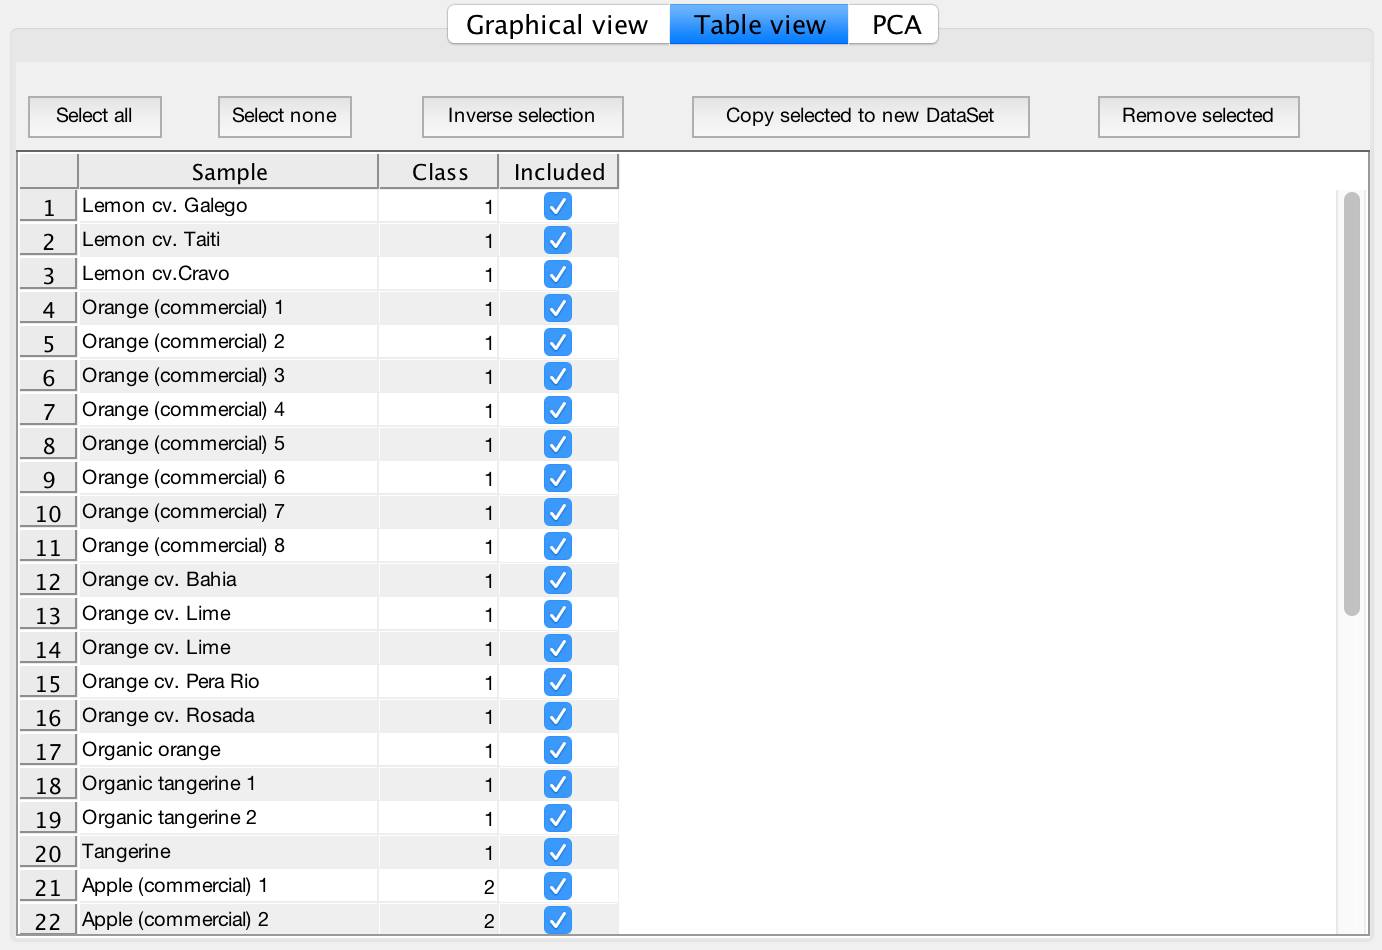 Graphical view Table view PCA
Select all Select none Inverse selection Copy selected to new DataSet Remove selected
Sample Class Included
1 Lemon cv. Galego 1
2 Lemon cv. Taiti 1
3 Lemon cv.Cravo 1
4 Orange (commercial) 1 1
5 Orange (commercial) 2 1
6 Orange (commercial) 3 1
7 Orange (commercial) 4 1
8 Orange (commercial) 5 1
9 Orange (commercial) 6 1
10 Orange (commercial) 7 1
11 Orange (commercial) 8 1
12 Orange cv. Bahia 1
13 Orange cv. Lime 1
14 Orange cv. Lime 1
15 Orange cv. Pera Rio 1
16 Orange cv. Rosada 1
17 Organic orange 1
18 Organic tangerine 1 1
19 Organic tangerine 2 1
20 Tangerine 1
21 Apple (commercial) 1 2
22 Apple (commercial) 2 2